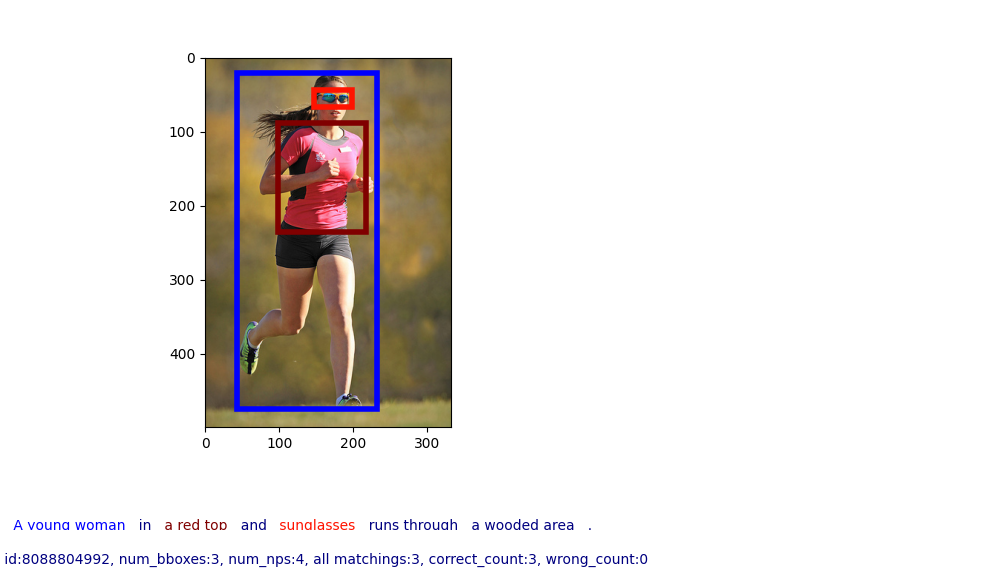 0
100
200
300
400
0 100 200 300
A young woman in a red top and sunglasses runs through a wooded area .
id:8088804992, num_bboxes:3, num_nps:4, all matchings:3, correct_count:3, wrong_count:0